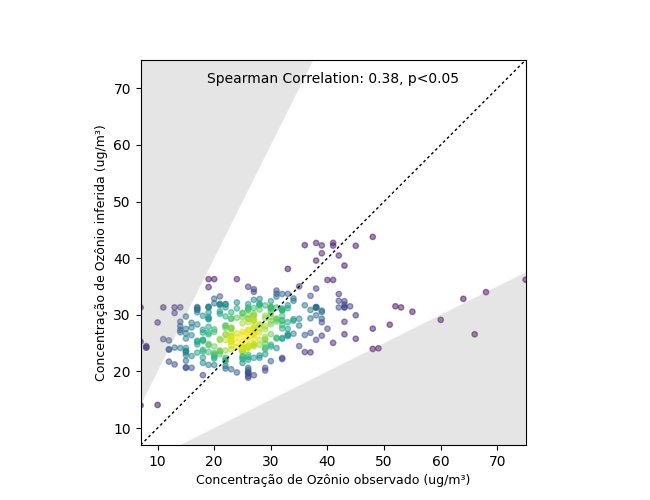 Spearman Correlation: 0.38, p<0.05
70
60
50
40
30
20
10
Concentração de Ozônio inferida (ug/m³)
10 20 30 40 50 60 70
Concentração de Ozônio observado (ug/m³)